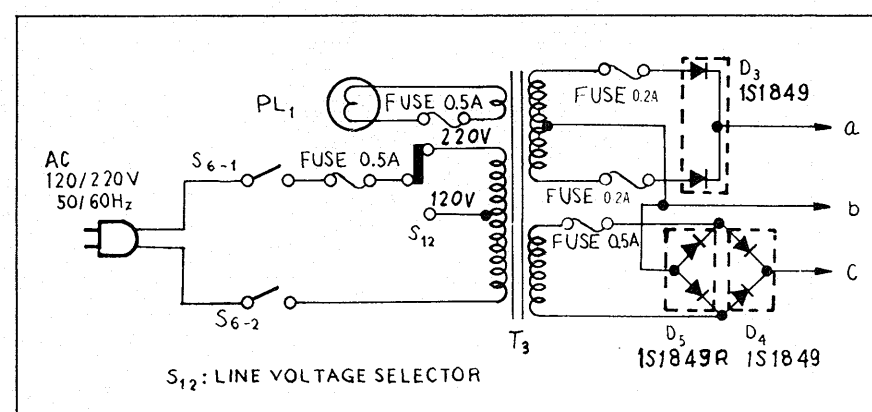 PL1
FUSE 0.5A
FUSE 0.2A
D3
1S1849
a
220V
AC
120/220V
50/60Hz
S6-1
FUSE 0.5A
120V
S12
FUSE 0.2A
b
FUSE 0.5A
C
S6-2
T3
D5
1S1849R
D4
1S1849
S12: LINE VOLTAGE SELECTOR